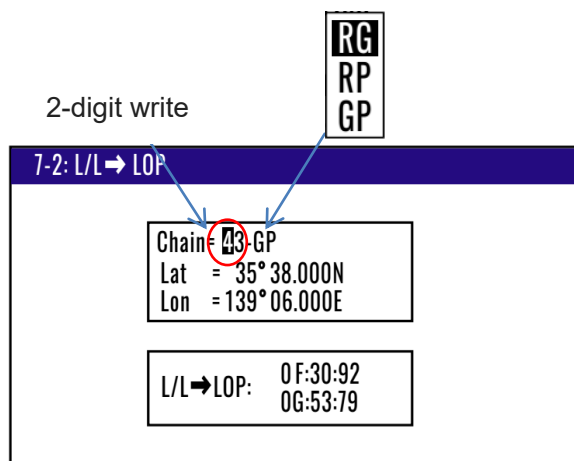 RG
RP
GP
2-digit write
7-2: L/L➡LOP
Chain= 43-GP
Lat = 35°38.000N
Lon =139°06.000E
L/L➡LOP: 0F:30:92
0G:53:79